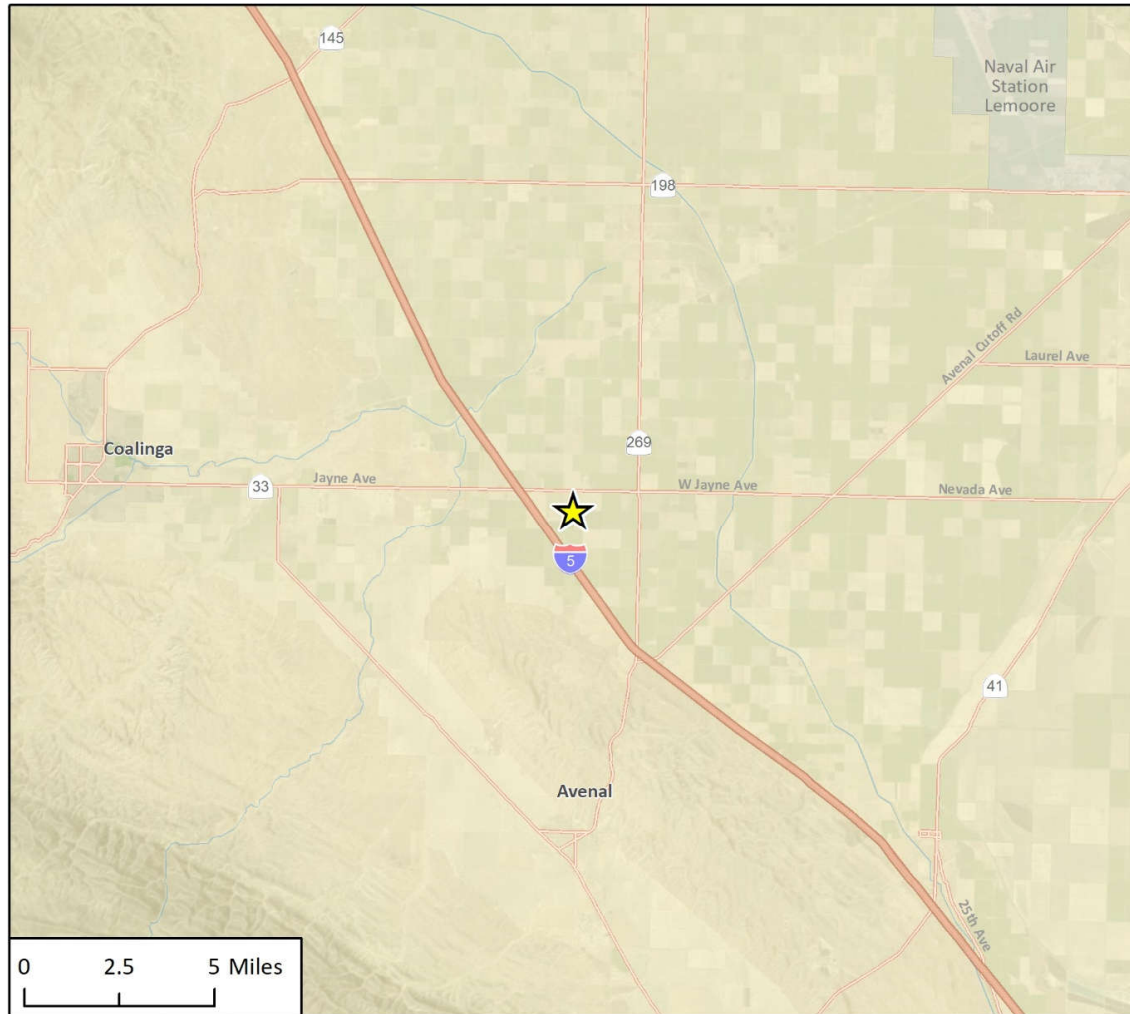 145
Naval Air
Station
Lemoore
198
Avenal Cutoff Rd
Laurel Ave
269
Coalinga
33
Jayne Ave
W Jayne Ave
Nevada Ave
5
41
Avenal
25th Ave
0 2.5 5 Miles